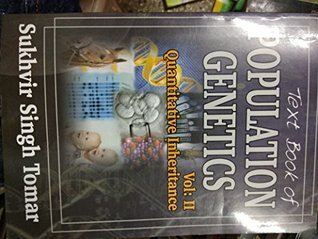 Text Book of
POPULATION
GENETICS
Vol: II
Quantitative Inheritance
Sukhvir Singh Tomar